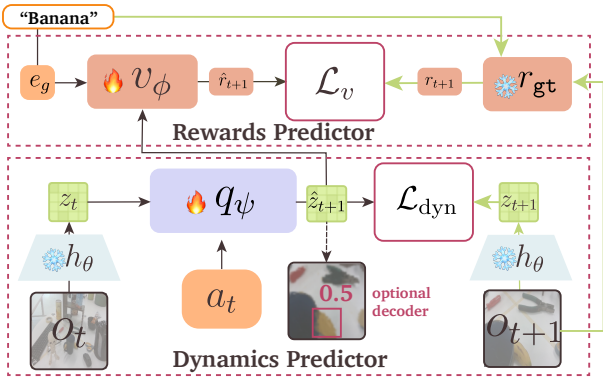 “Banana”
e_g
v_ϕ
r̂_{t+1}
ℒ_v
r_{t+1}
r_gt
Rewards Predictor
z_t
q_ψ
ẑ_{t+1}
ℒ_dyn
z_{t+1}
h_θ
h_θ
a_t
o_t
0.5
optional
decoder
o_{t+1}
Dynamics Predictor